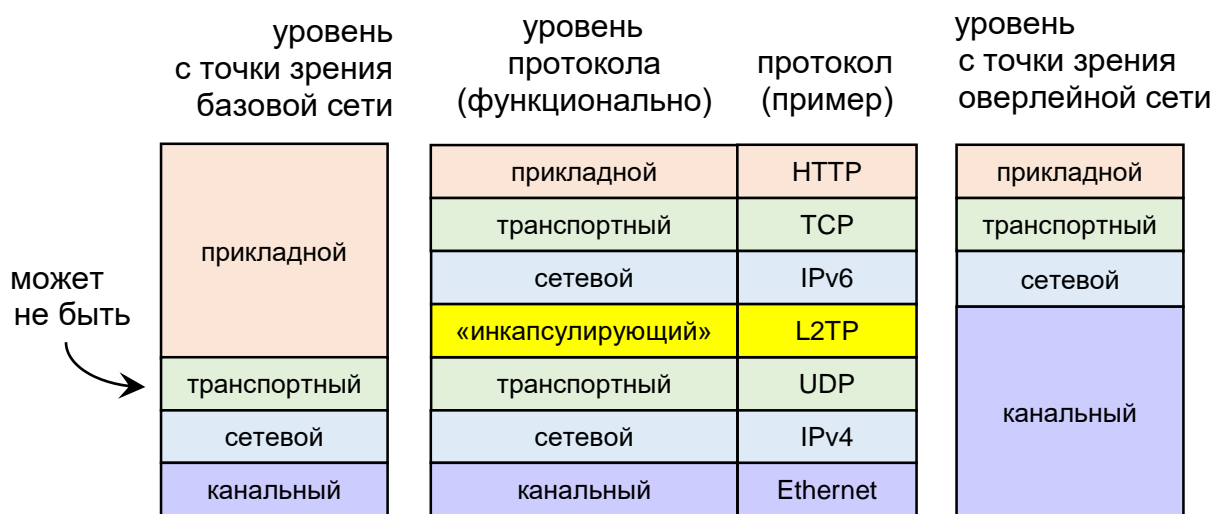 уровень
с точки зрения
базовой сети
уровень
протокола
(функционально)
протокол
(пример)
уровень
с точки зрения
оверлейной сети
прикладной
HTTP
прикладной
транспортный
TCP
транспортный
прикладной
сетевой
IPv6
сетевой
может
не быть
«инкапсулирующий»
L2TP
транспортный
транспортный
UDP
канальный
сетевой
сетевой
IPv4
канальный
канальный
Ethernet